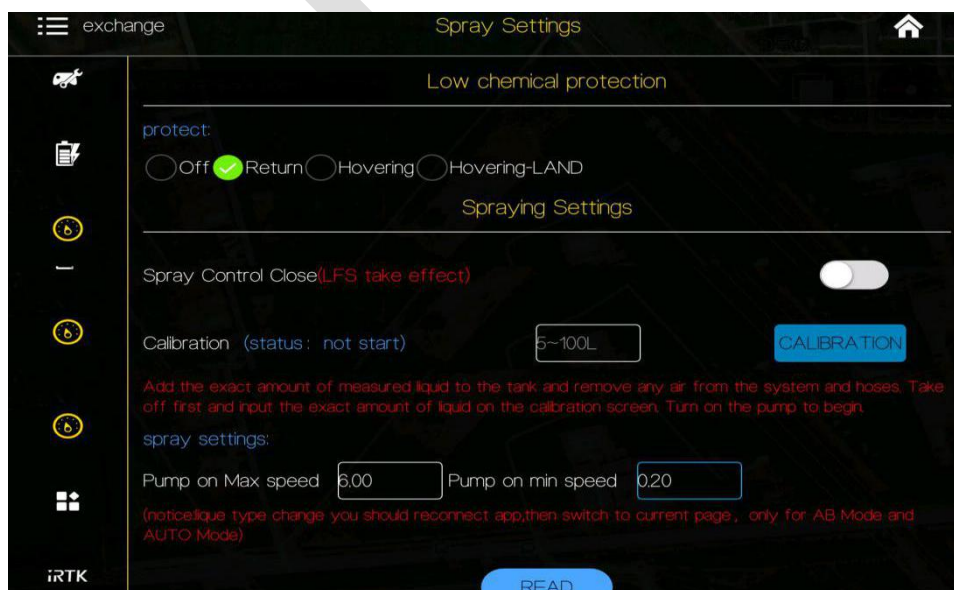 exchange
Spray Settings
Low chemical protection
protect:
Off Return Hovering Hovering-LAND
Spraying Settings
Spray Control Close(LFS take effect)
Calibration (status: not start) 5~100L CALIBRATION
Add the exact amount of measured liquid to the tank and remove any air from the system and hoses. Take
off first and input the exact amount of liquid on the calibration screen. Turn on the pump to begin.
spray settings:
Pump on Max speed 6.00 Pump on min speed 0.20
(notice:lique type change you should reconnect app,then switch to current page, only for AB Mode and
AUTO Mode)
iRTK
READ